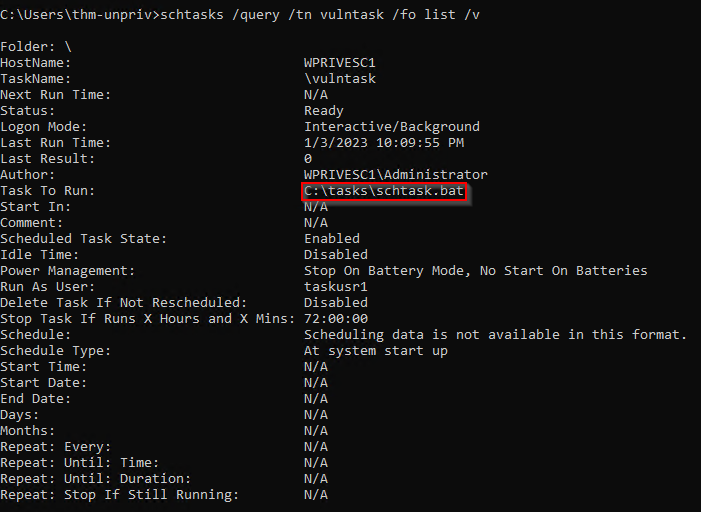 C:\Users\thm-unpriv>schtasks /query /tn vulntask /fo list /v
Folder: \
HostName: WPRIVESC1
TaskName: \vulntask
Next Run Time: N/A
Status: Ready
Logon Mode: Interactive/Background
Last Run Time: 1/3/2023 10:09:55 PM
Last Result: 0
Author: WPRIVESC1\Administrator
Task To Run: C:\tasks\schtask.bat
Start In: N/A
Comment: N/A
Scheduled Task State: Enabled
Idle Time: Disabled
Power Management: Stop On Battery Mode, No Start On Batteries
Run As User: taskusr1
Delete Task If Not Rescheduled: Disabled
Stop Task If Runs X Hours and X Mins: 72:00:00
Schedule: Scheduling data is not available in this format.
Schedule Type: At system start up
Start Time: N/A
Start Date: N/A
End Date: N/A
Days: N/A
Months: N/A
Repeat: Every: N/A
Repeat: Until: Time: N/A
Repeat: Until: Duration: N/A
Repeat: Stop If Still Running: N/A